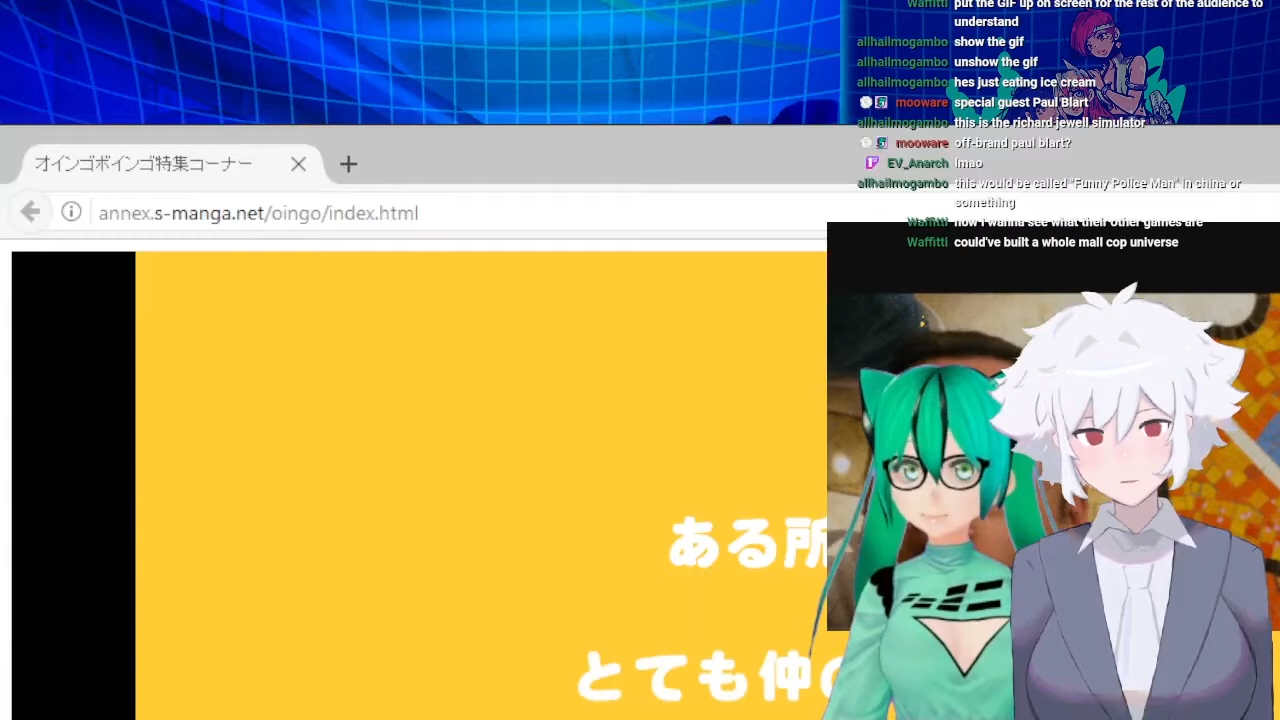 Waffitti put the GIF up on screen for the rest of the audience to
understand
allhailmogambo show the gif
allhailmogambo unshow the gif
allhailmogambo hes just eating ice cream
mooware special guest Paul Blart
allhailmogambo this is the richard jewell simulator
mooware off-brand paul blart?
EV_Anarch lmao
allhailmogambo this would be called "Funny Police Man" in china or
something
Waffitti now i wanna see what their other games are
Waffitti could've built a whole mall cop universe
オインゴボインゴ特集コーナー
annex.s-manga.net/oingo/index.html
ある所
とても仲